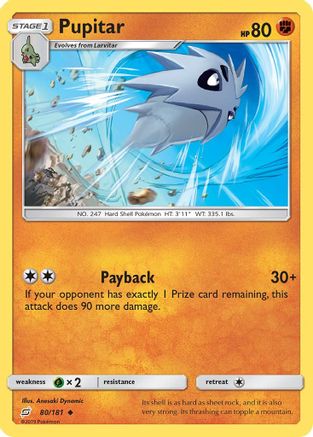 STAGE 1
Pupitar
HP 80
Evolves from Larvitar
NO. 247 Hard Shell Pokémon HT: 3'11" WT: 335.1 lbs.
Payback 30+
If your opponent has exactly 1 Prize card remaining, this
attack does 90 more damage.
weakness × 2 resistance retreat
Illus. Anesaki Dynamic
80/181
©2019 Pokémon
Its shell is as hard as sheet rock, and it is also
very strong. Its thrashing can topple a mountain.